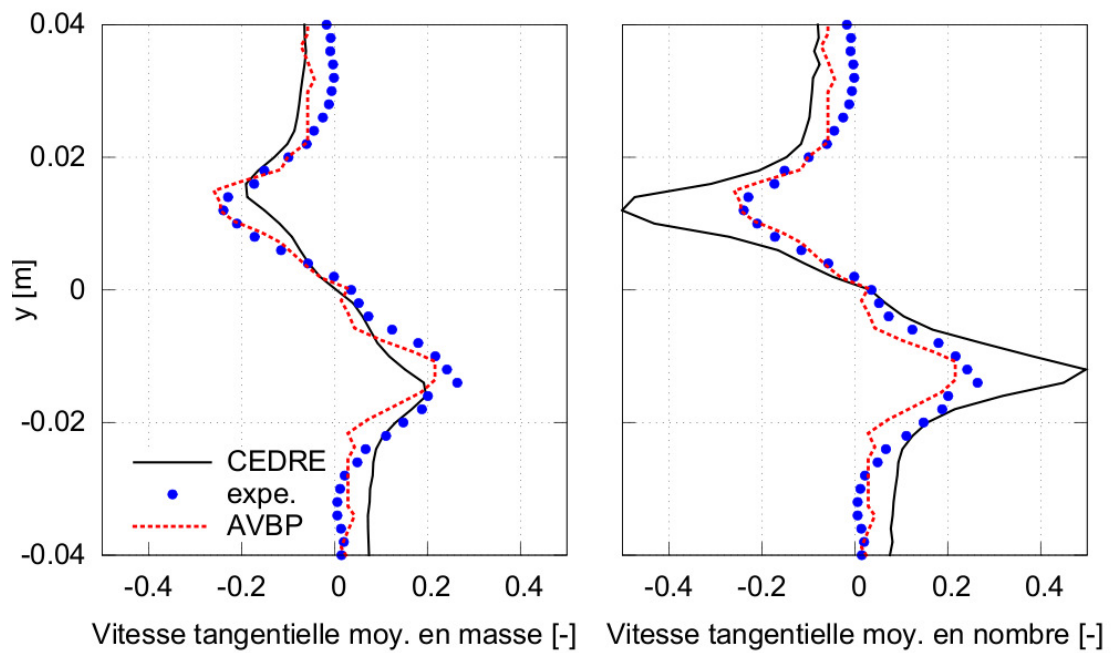 0.04
0.02
0
-0.02
-0.04
y [m]
CEDRE
expe.
AVBP
-0.4 -0.2 0 0.2 0.4
Vitesse tangentielle moy. en masse [-]
-0.4 -0.2 0 0.2 0.4
Vitesse tangentielle moy. en nombre [-]